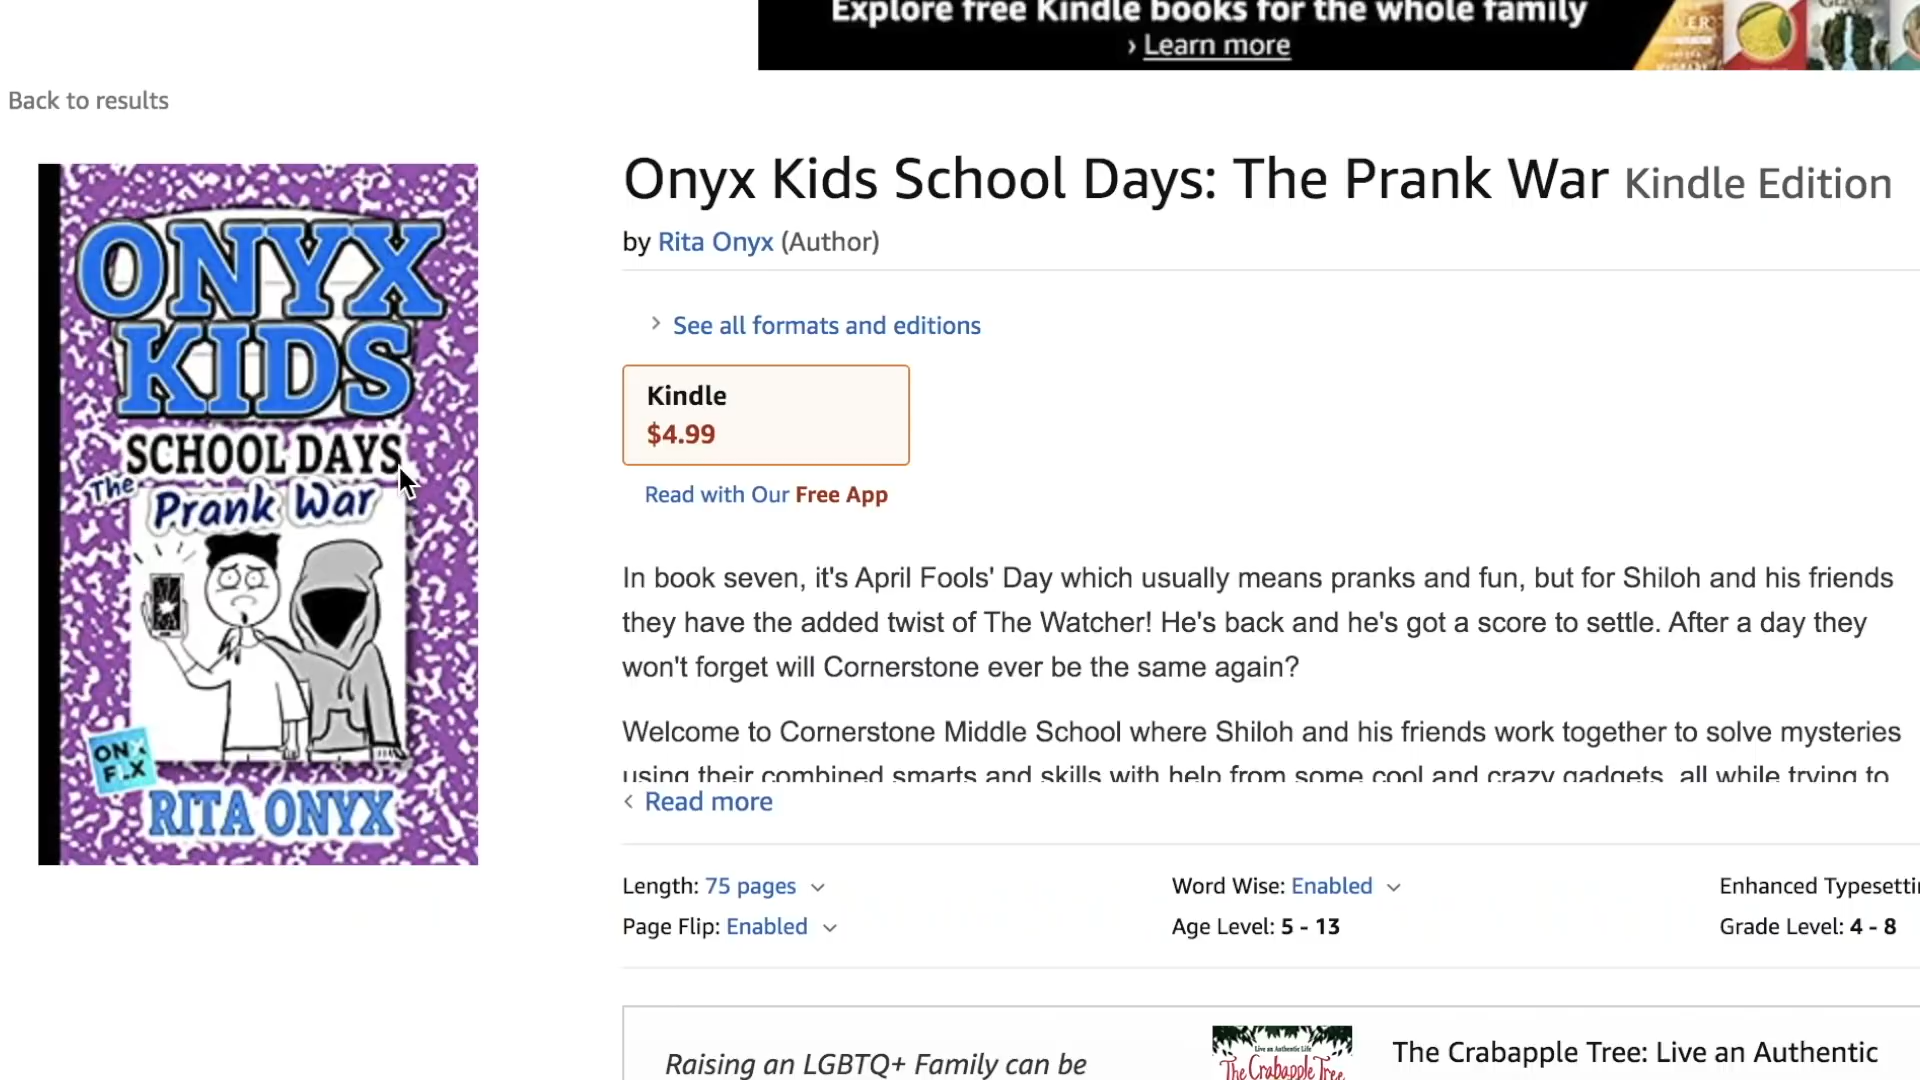 Explore free Kindle books for the whole family
› Learn more
Back to results
ONYX
KIDS
SCHOOL DAYS
The
Prank War
RITA ONYX
Onyx Kids School Days: The Prank War Kindle Edition
by Rita Onyx (Author)
See all formats and editions
Kindle
$4.99
Read with Our Free App
In book seven, it's April Fools' Day which usually means pranks and fun, but for Shiloh and his friends
they have the added twist of The Watcher! He's back and he's got a score to settle. After a day they
won't forget will Cornerstone ever be the same again?
Welcome to Cornerstone Middle School where Shiloh and his friends work together to solve mysteries
using their combined smarts and skills with help from some cool and crazy gadgets, all while trying to
Read more
Length: 75 pages
Word Wise: Enabled
Enhanced
Page Flip: Enabled
Age Level: 5 - 13
Grade Level: 4 - 8
Raising an LGBTQ+ Family can be
Live an Authentic Life
The Crabapple Tree
The Crabapple Tree: Live an Authentic